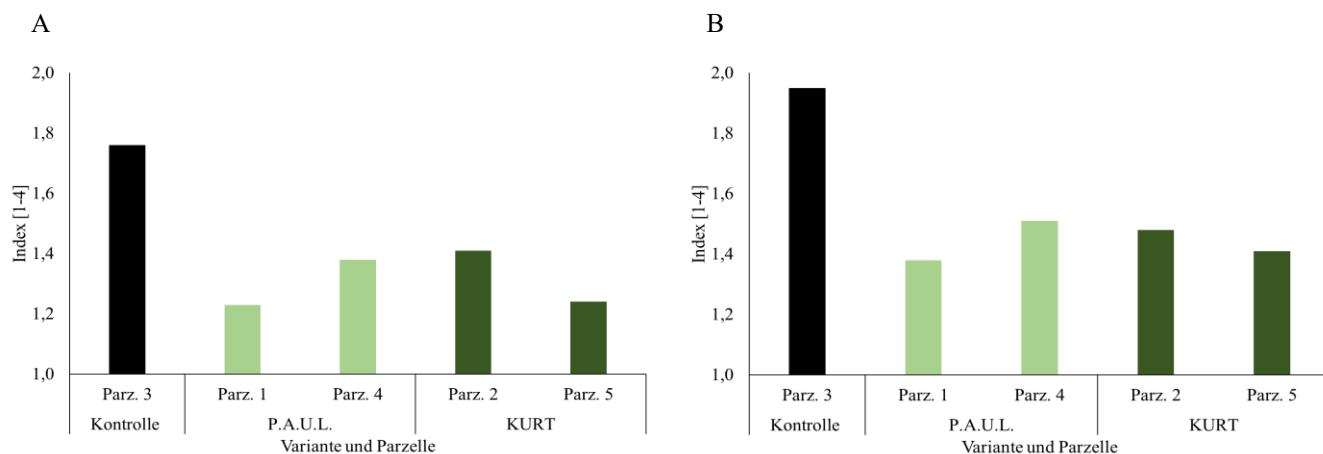 A
2,0
1,8
1,6
1,4
1,2
1,0
Index [1-4]
Parz. 3 Parz. 1 Parz. 4 Parz. 2 Parz. 5
Kontrolle P.A.U.L. KURT
Variante und Parzelle
B
2,0
1,8
1,6
1,4
1,2
1,0
Index [1-4]
Parz. 3 Parz. 1 Parz. 4 Parz. 2 Parz. 5
Kontrolle P.A.U.L. KURT
Variante und Parzelle